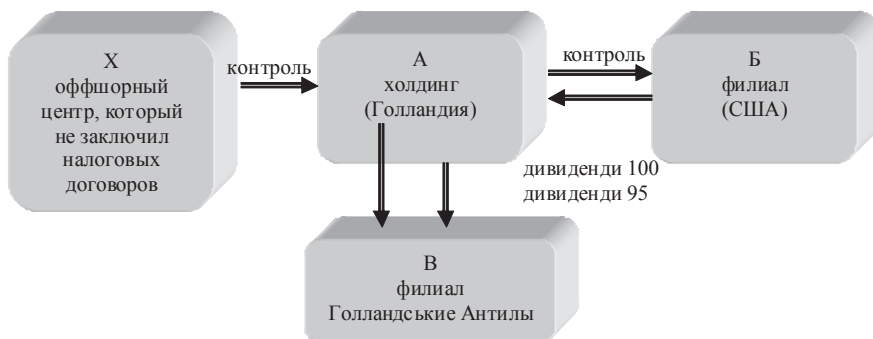 Х
оффшорный
центр, который
не заключил
налоговых
договоров
контроль
А
холдинг
(Голландия)
контроль
Б
филиал
(США)
дивиденди 100
дивиденди 95
В
филиал
Голландські Антилы